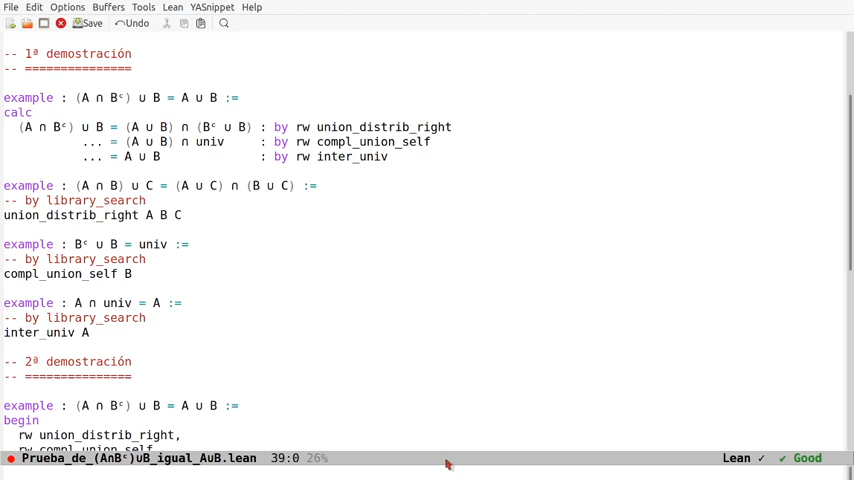 File Edit Options Buffers Tools Lean YASnippet Help
Save Undo
-- 1ª demostración
-- ===============
example : (A ∩ Bᶜ) ∪ B = A ∪ B :=
calc
  (A ∩ Bᶜ) ∪ B = (A ∪ B) ∩ (Bᶜ ∪ B) : by rw union_distrib_right
           ... = (A ∪ B) ∩ univ     : by rw compl_union_self
           ... = A ∪ B              : by rw inter_univ
example : (A ∩ B) ∪ C = (A ∪ C) ∩ (B ∪ C) :=
-- by library_search
union_distrib_right A B C
example : Bᶜ ∪ B = univ :=
-- by library_search
compl_union_self B
example : A ∩ univ = A :=
-- by library_search
inter_univ A
-- 2ª demostración
-- ===============
example : (A ∩ Bᶜ) ∪ B = A ∪ B :=
begin
  rw union_distrib_right,
  rw compl_union_self,
Prueba_de_(A∩Bᶜ)∪B_igual_A∪B.lean 39:0 26% Lean ✓ ✔ Good